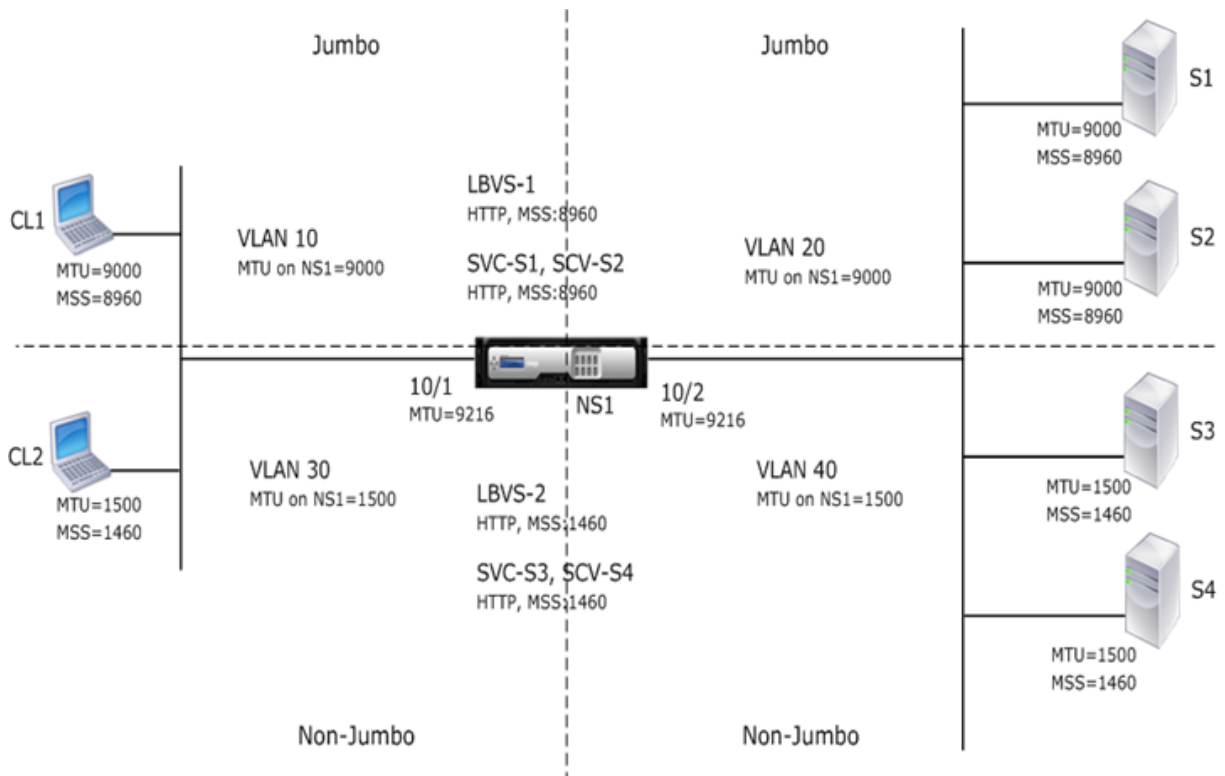 Jumbo
Jumbo
S1
MTU=9000
MSS=8960
LBVS-1
HTTP, MSS:8960
CL1
VLAN 10
MTU on NS1=9000
MTU=9000
MSS=8960
SVC-S1, SCV-S2
HTTP, MSS:8960
VLAN 20
MTU on NS1=9000
S2
MTU=9000
MSS=8960
10/1
MTU=9216
NS1
10/2
MTU=9216
S3
CL2
VLAN 30
MTU on NS1=1500
MTU=1500
MSS=1460
LBVS-2
HTTP, MSS:1460
VLAN 40
MTU on NS1=1500
MTU=1500
MSS=1460
SVC-S3, SCV-S4
HTTP, MSS:1460
S4
MTU=1500
MSS=1460
Non-Jumbo
Non-Jumbo